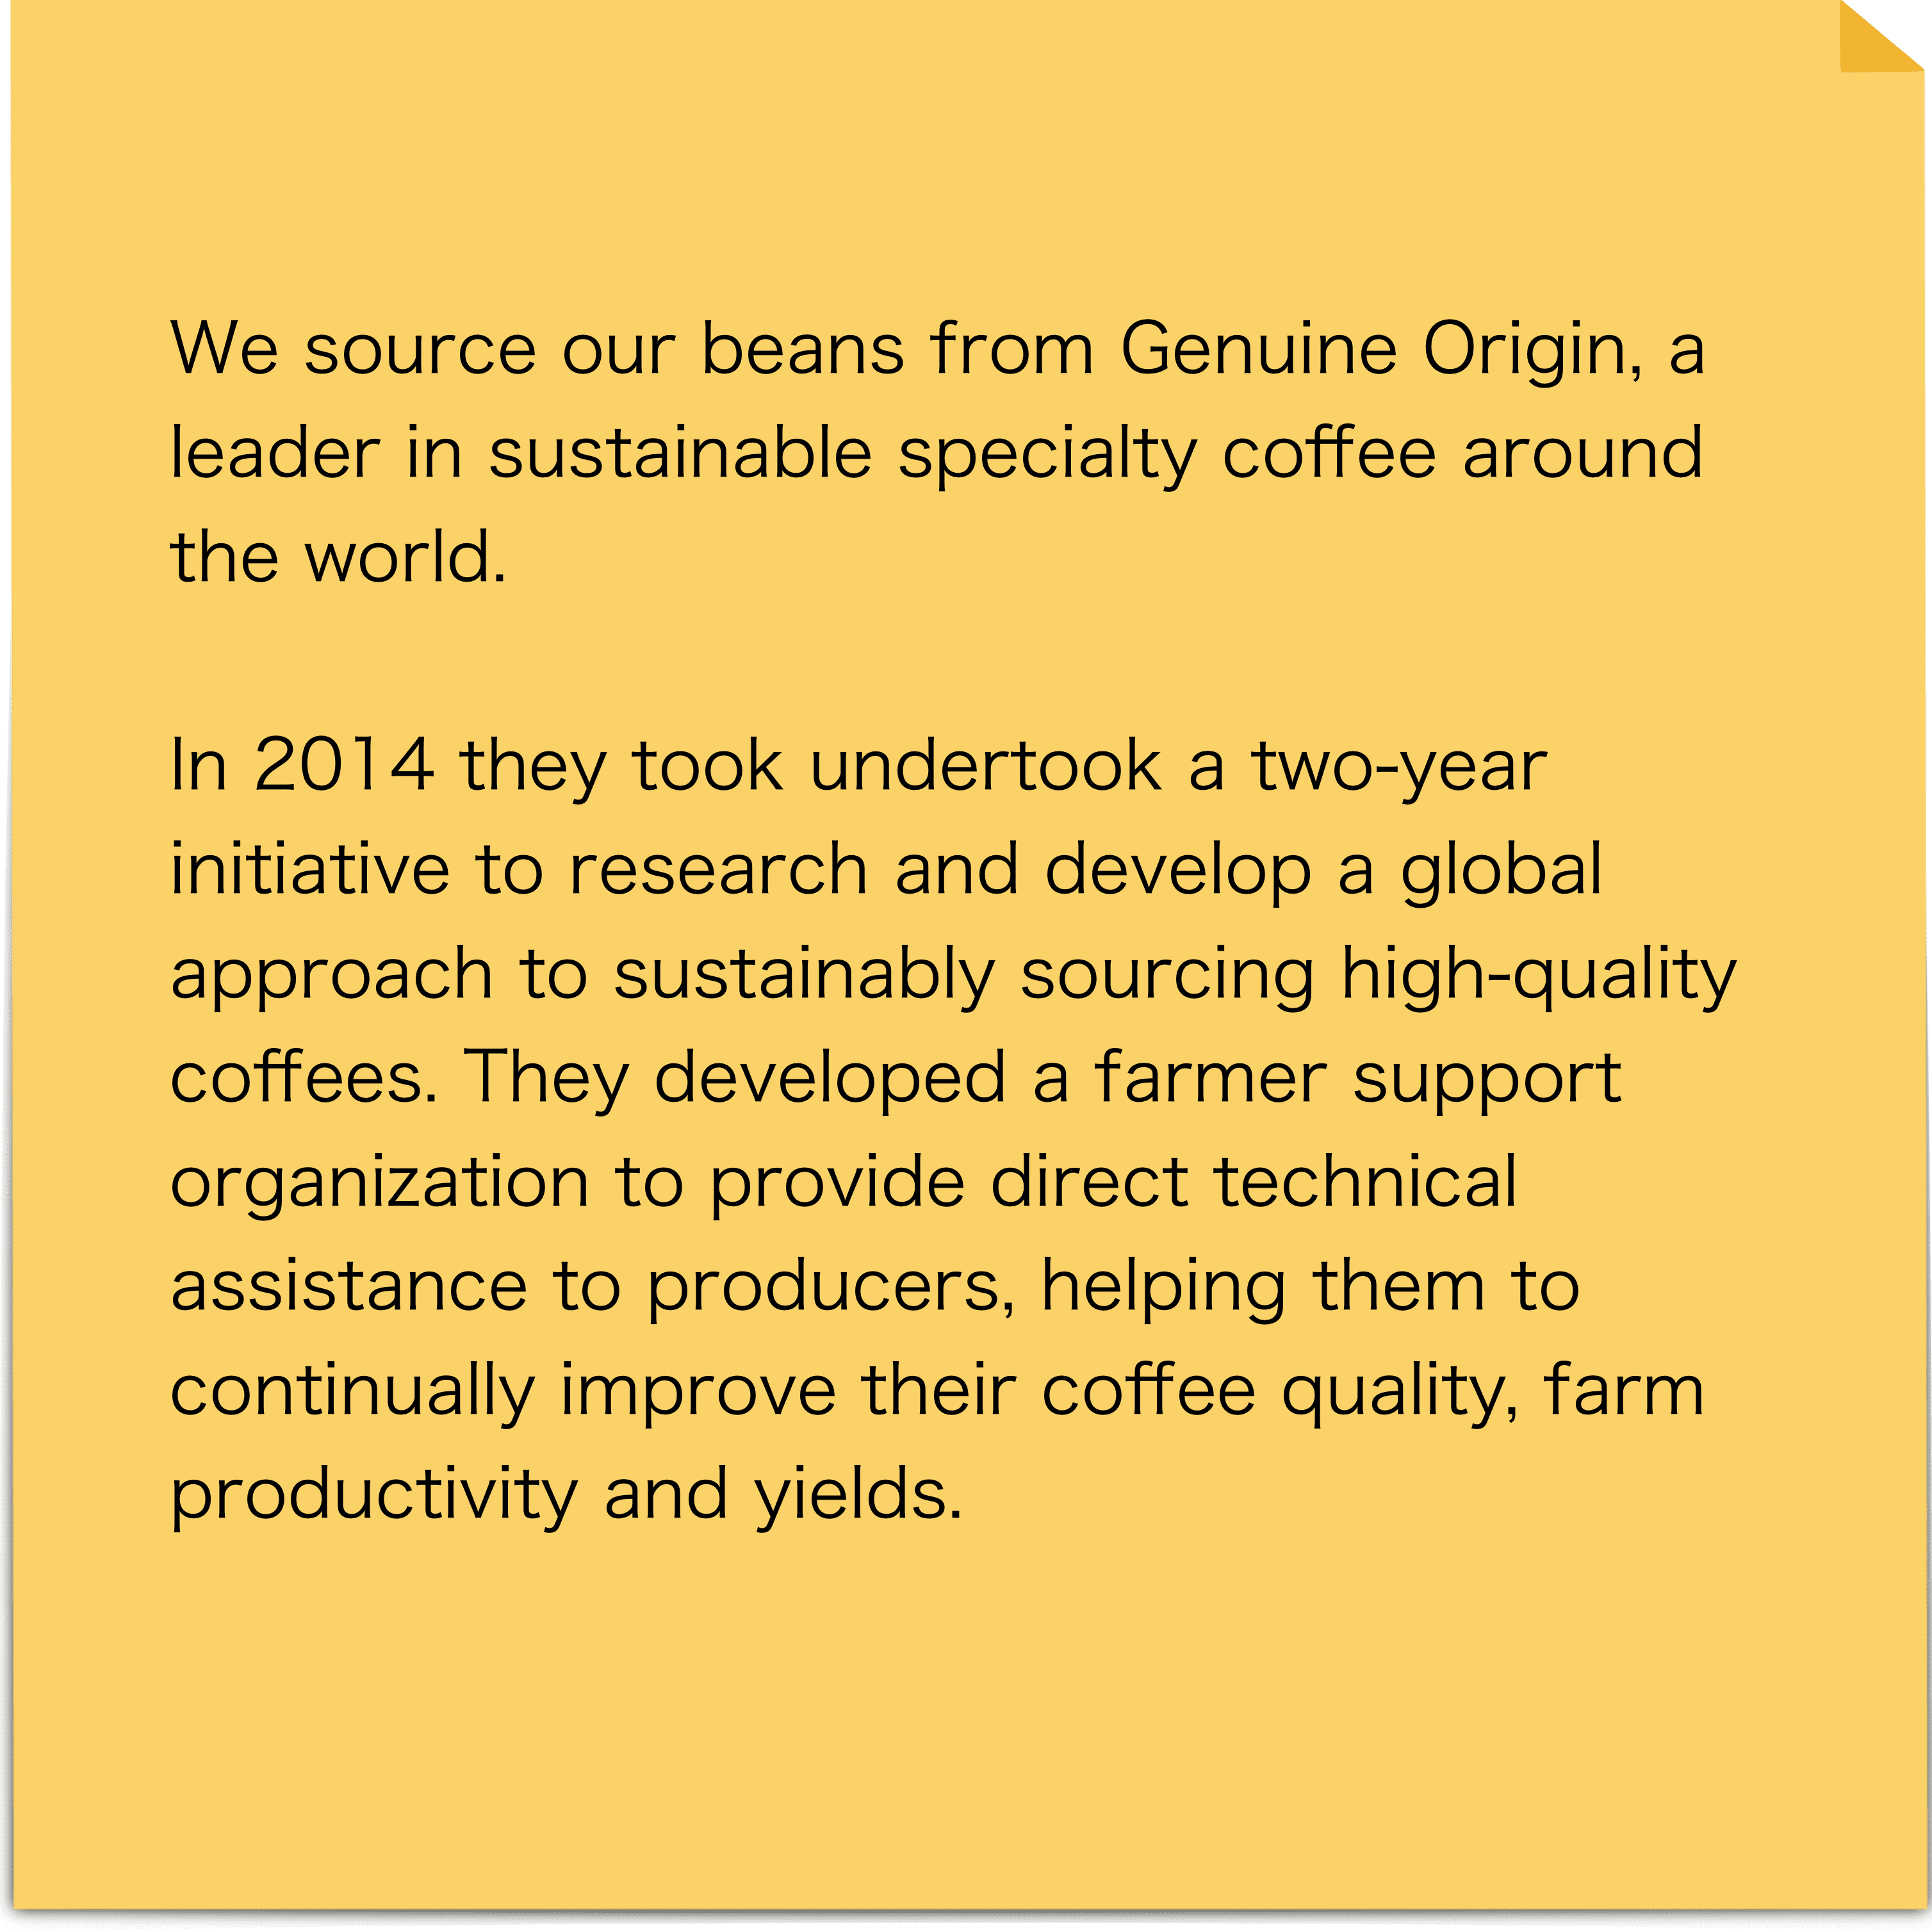 We source our beans from Genuine Origin, a
leader in sustainable specialty coffee around
the world.
In 2014 they took undertook a two-year
initiative to research and develop a global
approach to sustainably sourcing high-quality
coffees. They developed a farmer support
organization to provide direct technical
assistance to producers, helping them to
continually improve their coffee quality, farm
productivity and yields.